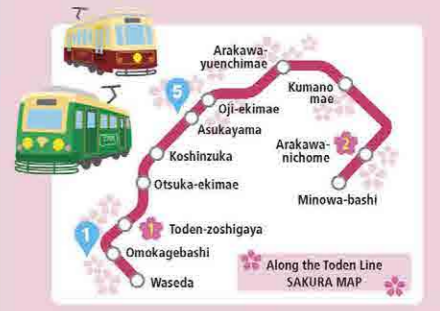 Arakawa-
yuenchimae
Kumano
mae
5
Oji-ekimae
Asukayama
Arakawa-
nichome
2
Koshinzuka
Otsuka-ekimae
Minowa-bashi
1
1
Toden-zoshigaya
Omokagebashi
Waseda
Along the Toden Line
SAKURA MAP